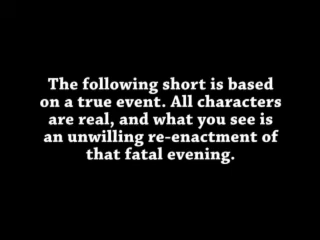 The following short is based
on a true event. All characters
are real, and what you see is
an unwilling re-enactment of
that fatal evening.